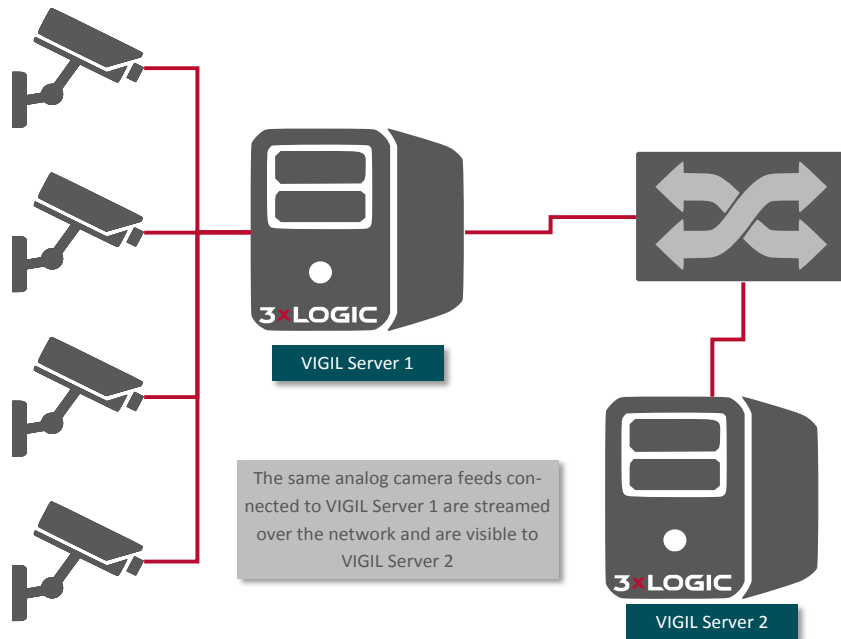 3xLOGIC
VIGIL Server 1
The same analog camera feeds con-
nected to VIGIL Server 1 are streamed
over the network and are visible to
VIGIL Server 2
3xLOGIC
VIGIL Server 2